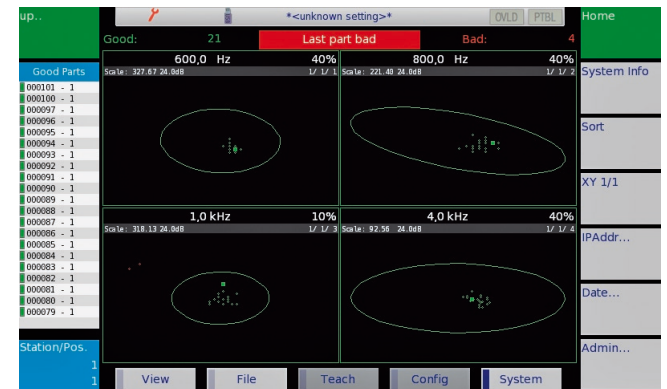 up..
*<unknown setting>*
OVLD PTBL
Home
Good: 21
Last part bad
Bad: 4
600,0 Hz 40%
800,0 Hz 40%
Scale: 327.67 24.0dB 1/ 1/ 1
Scale: 221.40 24.0dB 1/ 1/ 2
Good Parts
000101 - 1
000100 - 1
000097 - 1
000096 - 1
000095 - 1
000094 - 1
000093 - 1
000092 - 1
000091 - 1
000090 - 1
000089 - 1
000088 - 1
000087 - 1
000086 - 1
000085 - 1
000084 - 1
000083 - 1
000082 - 1
000081 - 1
000080 - 1
000079 - 1
1,0 kHz 10%
4,0 kHz 40%
Scale: 318.13 24.0dB 1/ 1/ 3
Scale: 92.56 24.0dB 1/ 1/ 4
System Info
Sort
XY 1/1
IPAddr...
Date...
Admin...
Station/Pos.
1
1
View
File
Teach
Config
System